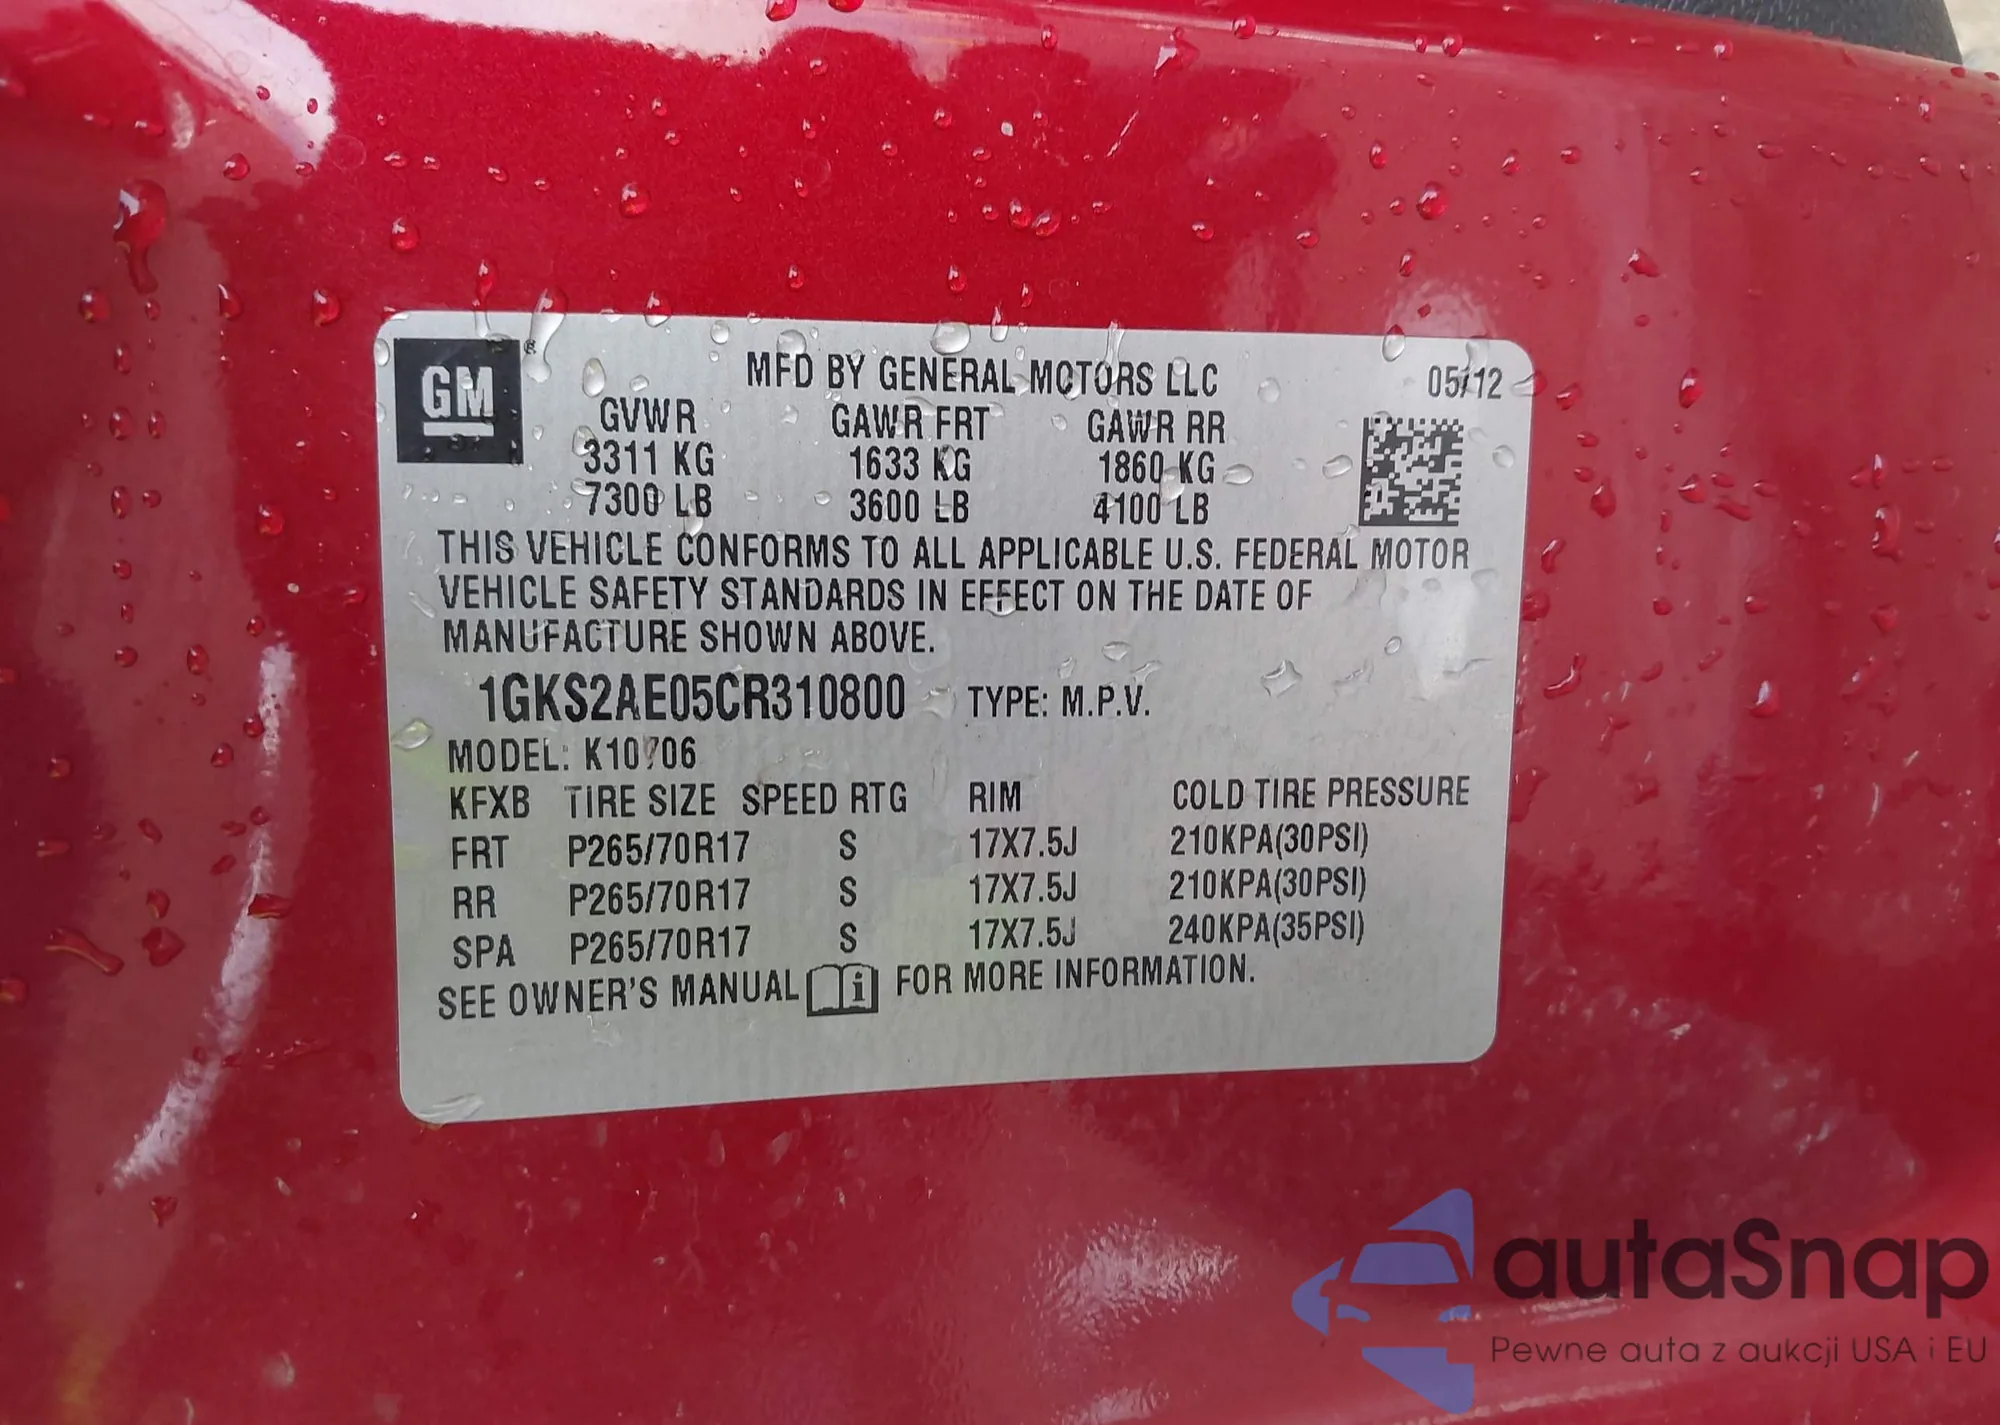 GM ®
MFD BY GENERAL MOTORS LLC 05/12
GVWR GAWR FRT GAWR RR
3311 KG 1633 KG 1860 KG
7300 LB 3600 LB 4100 LB
THIS VEHICLE CONFORMS TO ALL APPLICABLE U.S. FEDERAL MOTOR
VEHICLE SAFETY STANDARDS IN EFFECT ON THE DATE OF
MANUFACTURE SHOWN ABOVE.
1GKS2AE05CR310800 TYPE: M.P.V.
MODEL: K10706
KFXB TIRE SIZE SPEED RTG RIM COLD TIRE PRESSURE
FRT P265/70R17 S 17X7.5J 210KPA(30PSI)
RR P265/70R17 S 17X7.5J 210KPA(30PSI)
SPA P265/70R17 S 17X7.5J 240KPA(35PSI)
SEE OWNER'S MANUAL i FOR MORE INFORMATION.
autaSnap
Pewne auta z aukcji USA i EU